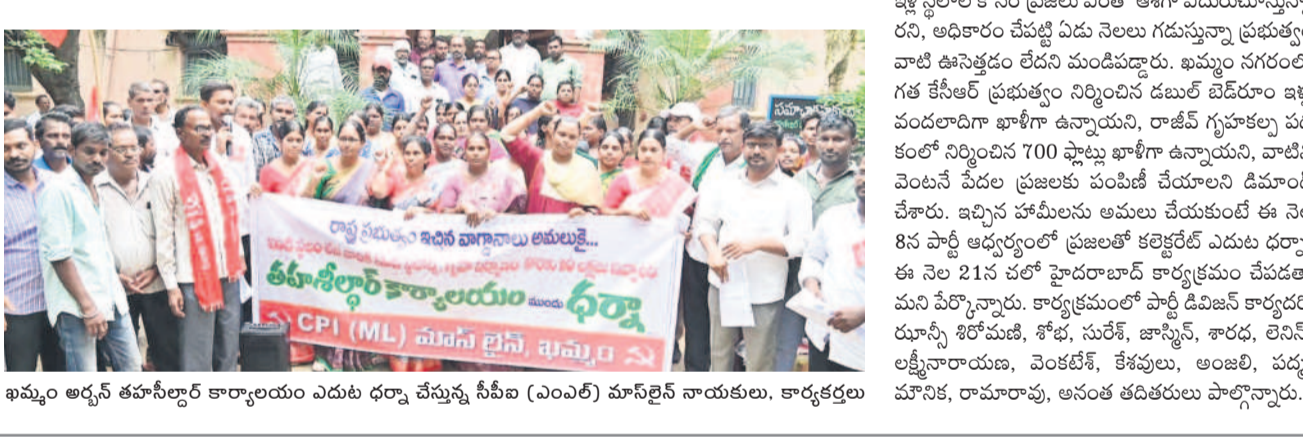 సమాచార
రాష్ట్ర ప్రభుత్వం ఇచిన వాగ్దానాలు అమలుకై...
తహశీల్ధార్ కార్యాలయం ముందు ధర్నా
CPI (ML) మాస్ లైన్, ఖమ్మం
ఖమ్మం అర్బన్ తహసీల్దార్ కార్యాలయం ఎదుట ధర్నా చేస్తున్న సీపీఐ (ఎంఎల్) మాస్‌లైన్ నాయకులు, కార్యకర్తలు
రని, అధికారం చేపట్టి ఏడు నెలలు గడుస్తున్నా ప్రభుత్వం
వాటి ఊసెత్తడం లేదని మండిపడ్డారు. ఖమ్మం నగరంలో
గత కేసీఆర్ ప్రభుత్వం నిర్మించిన డబుల్ బెడ్‌రూం ఇళ్లు
వందలాదిగా ఖాళీగా ఉన్నాయని, రాజీవ్ గృహకల్ప పథ
కంలో నిర్మించిన 700 ఫ్లాట్లు ఖాళీగా ఉన్నాయని, వాటిని
వెంటనే పేదల ప్రజలకు పంపిణీ చేయాలని డిమాండ్
చేశారు. ఇచ్చిన హామీలను అమలు చేయకుంటే ఈ నెల
8న పార్టీ ఆధ్వర్యంలో ప్రజలతో కలెక్టరేట్ ఎదుట ధర్నా,
ఈ నెల 21న చలో హైదరాబాద్ కార్యక్రమం చేపడతా
మని పేర్కొన్నారు. కార్యక్రమంలో పార్టీ డివిజన్ కార్యదర్శి
ఝాన్సీ శిరోమణి, శోభ, సురేశ్, జాస్మిన్, శారధ, లెనిన్,
లక్ష్మీనారాయణ, వెంకటేశ్, కేశవులు, అంజలి, పద్మ,
మౌనిక, రామారావు, అనంత తదితరులు పాల్గొన్నారు.